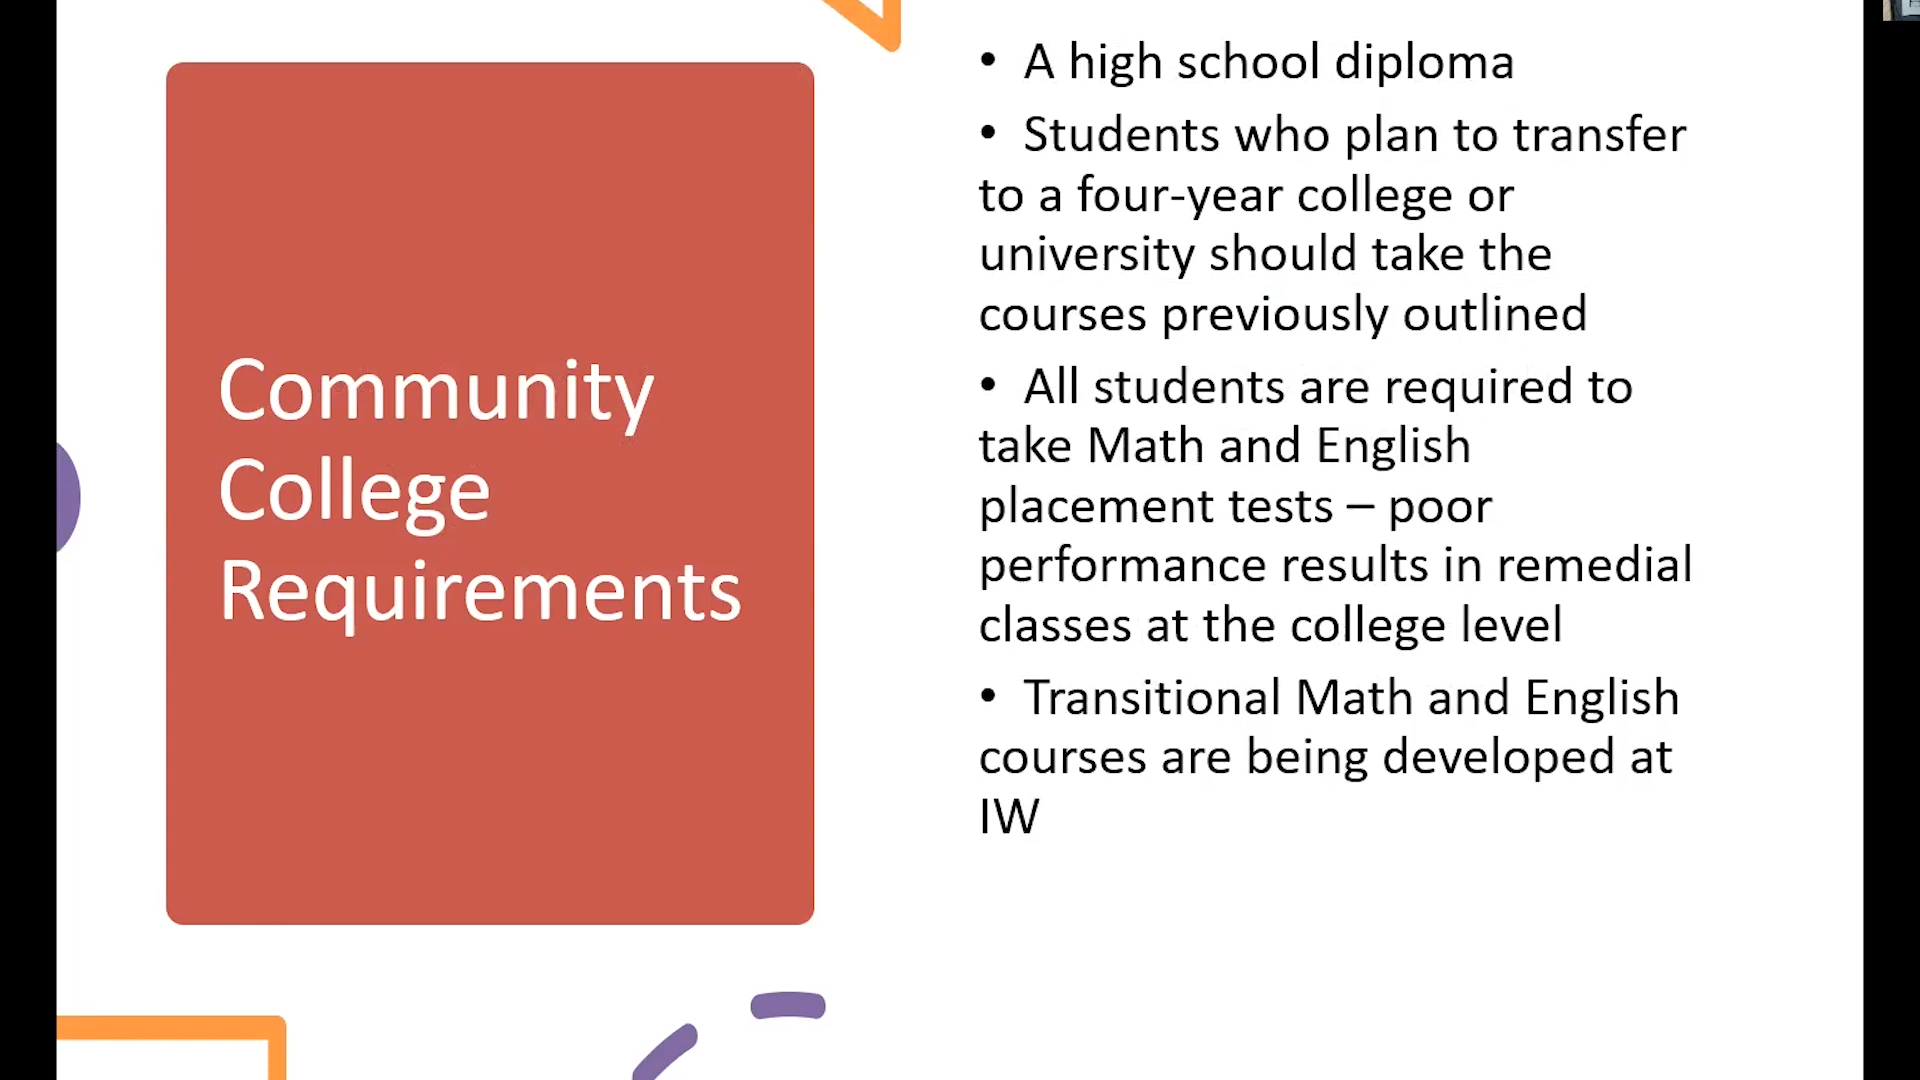 Community
College
Requirements
• A high school diploma
• Students who plan to transfer
to a four-year college or
university should take the
courses previously outlined
• All students are required to
take Math and English
placement tests – poor
performance results in remedial
classes at the college level
• Transitional Math and English
courses are being developed at
IW